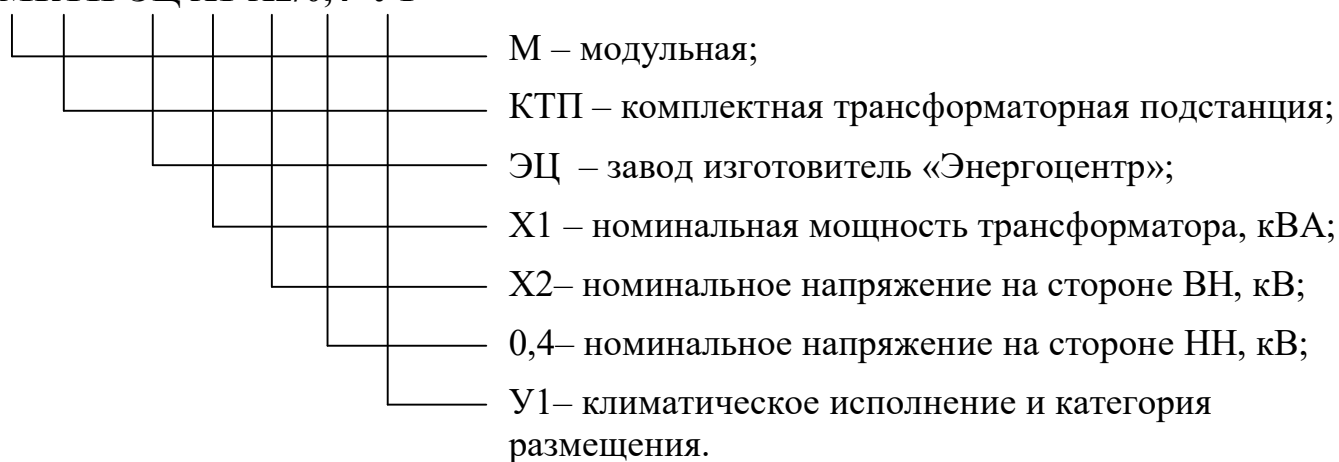 М – модульная;
КТП – комплектная трансформаторная подстанция;
ЭЦ – завод изготовитель «Энергоцентр»;
Х1 – номинальная мощность трансформатора, кВА;
Х2– номинальное напряжение на стороне ВН, кВ;
0,4– номинальное напряжение на стороне НН, кВ;
У1– климатическое исполнение и категория
размещения.